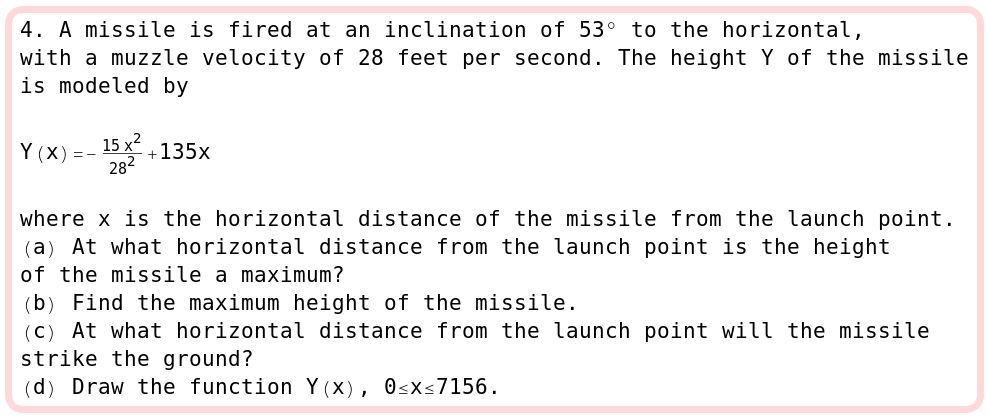 4. A missile is fired at an inclination of 53° to the horizontal,
with a muzzle velocity of 28 feet per second. The height Y of the missile
is modeled by
Y(x)=-\frac{15 x^2}{28^2}+135x
where x is the horizontal distance of the missile from the launch point.
(a) At what horizontal distance from the launch point is the height
of the missile a maximum?
(b) Find the maximum height of the missile.
(c) At what horizontal distance from the launch point will the missile
strike the ground?
(d) Draw the function Y(x), 0≤x≤7156.